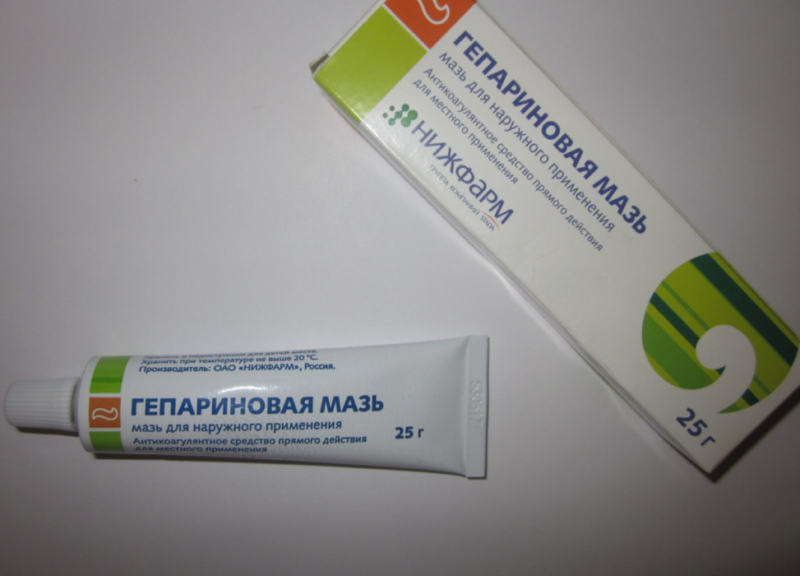 ГЕПАРИНОВАЯ МАЗЬ
мазь для наружного применения
Антикоагулянтное средство прямого действия
для местного применения
НИЖФАРМ
ГРУППА КОМПАНИЙ
25 г
Хранить при температуре не выше 20 °С.
Производитель: ОАО «НИЖФАРМ», Россия.
ГЕПАРИНОВАЯ МАЗЬ
мазь для наружного применения
Антикоагулянтное средство прямого действия
для местного применения
25 г